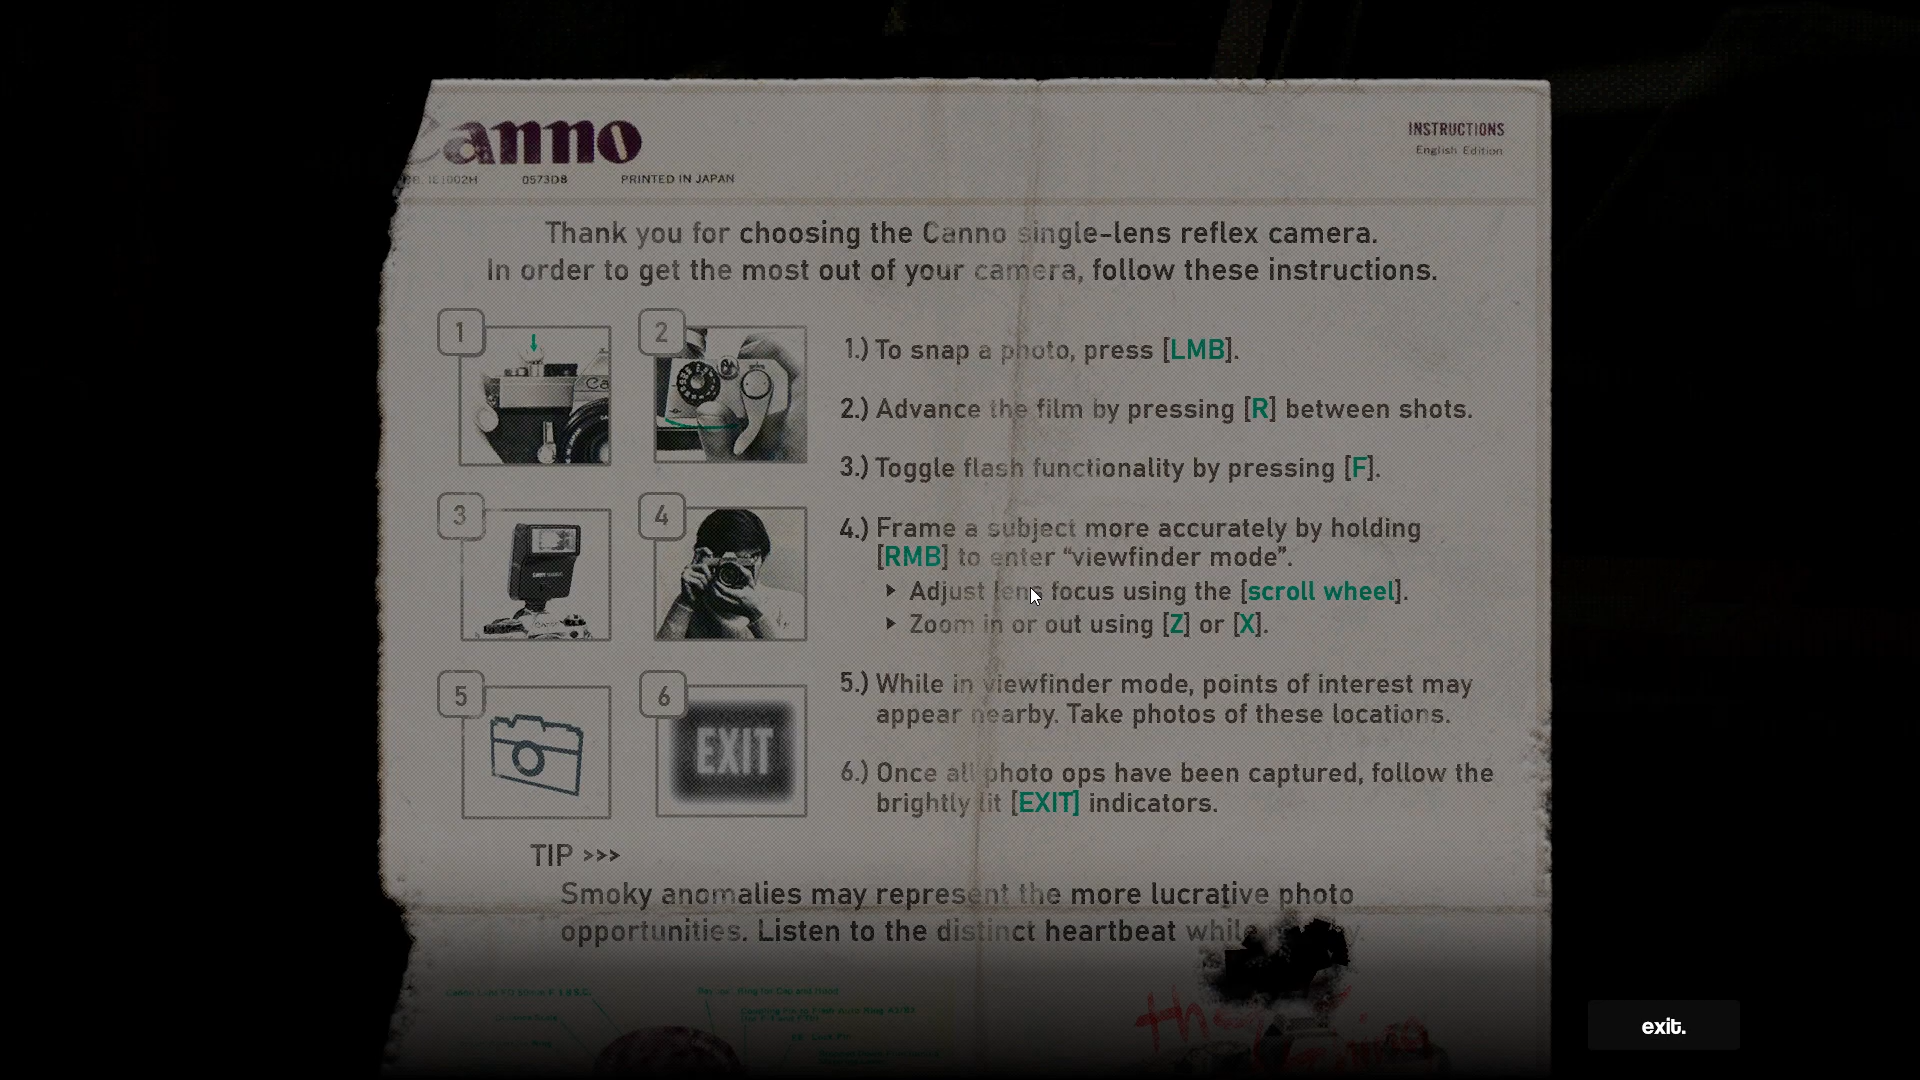 Canno
INSTRUCTIONS
English Edition
IE1002H 0573D8 PRINTED IN JAPAN
Thank you for choosing the Canno single-lens reflex camera.
In order to get the most out of your camera, follow these instructions.
1
2
3
4
5
6
EXIT
1.) To snap a photo, press [LMB].
2.) Advance the film by pressing [R] between shots.
3.) Toggle flash functionality by pressing [F].
4.) Frame a subject more accurately by holding
[RMB] to enter “viewfinder mode”.
‣ Adjust lens focus using the [scroll wheel].
‣ Zoom in or out using [Z] or [X].
5.) While in viewfinder mode, points of interest may
appear nearby. Take photos of these locations.
6.) Once all photo ops have been captured, follow the
brightly lit [EXIT] indicators.
TIP >>>
Smoky anomalies may represent the more lucrative photo
opportunities. Listen to the distinct heartbeat while
exit.